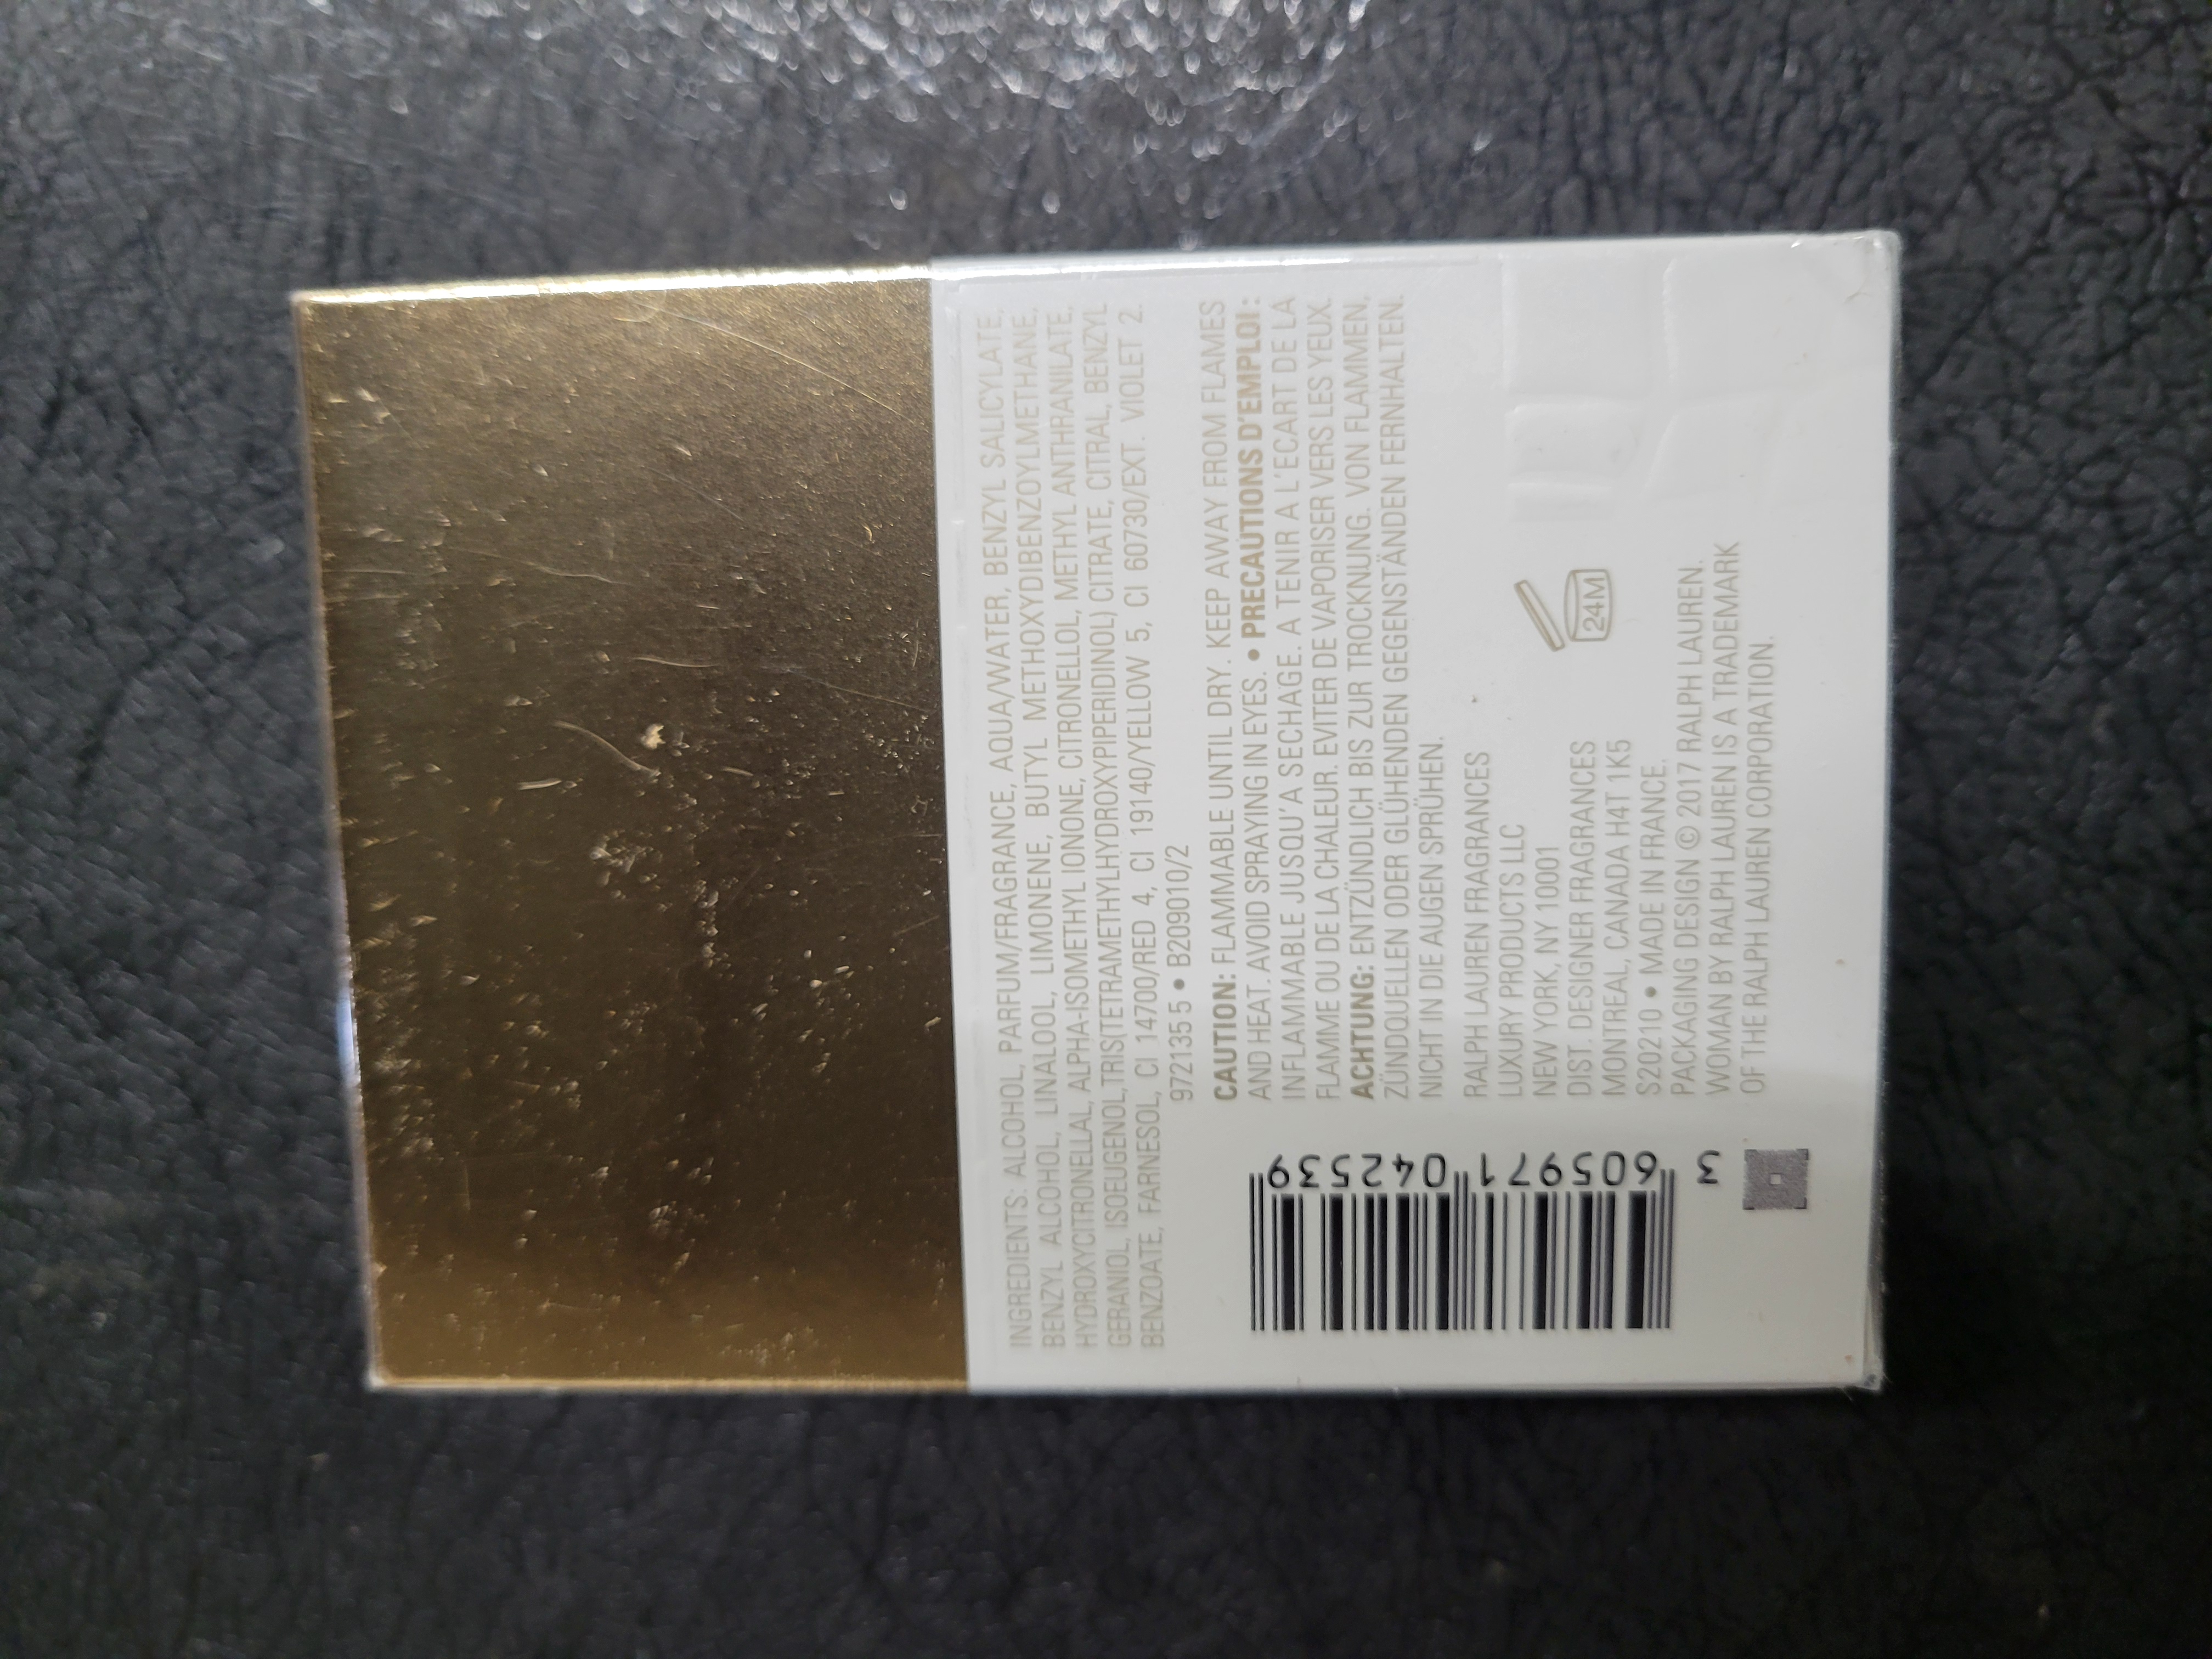 INGREDIENTS: ALCOHOL, PARFUM/FRAGRANCE, AQUA/WATER, BENZYL SALICYLATE,
BENZYL ALCOHOL, LINALOOL, LIMONENE, BUTYL METHOXYDIBENZOYLMETHANE,
HYDROXYCITRONELLAL, ALPHA-ISOMETHYL IONONE, CITRONELLOL, METHYL ANTHRANILATE,
GERANIOL, ISOEUGENOL, TRIS(TETRAMETHYLHYDROXYPIPERIDINOL) CITRATE, CITRAL, BENZYL
BENZOATE, FARNESOL, CI 14700/RED 4, CI 19140/YELLOW 5, CI 60730/EXT. VIOLET 2.
972135 5 • B209010/2
CAUTION: FLAMMABLE UNTIL DRY. KEEP AWAY FROM FLAMES
AND HEAT. AVOID SPRAYING IN EYES. • PRECAUTIONS D'EMPLOI :
INFLAMMABLE JUSQU'A SECHAGE. A TENIR A L'ECART DE LA
FLAMME OU DE LA CHALEUR. EVITER DE VAPORISER VERS LES YEUX.
ACHTUNG: ENTZÜNDLICH BIS ZUR TROCKNUNG. VON FLAMMEN,
ZÜNDQUELLEN ODER GLÜHENDEN GEGENSTÄNDEN FERNHALTEN.
NICHT IN DIE AUGEN SPRÜHEN.
RALPH LAUREN FRAGRANCES
LUXURY PRODUCTS LLC
NEW YORK, NY 10001
DIST. DESIGNER FRAGRANCES
MONTREAL, CANADA H4T 1K5
S20210 • MADE IN FRANCE.
PACKAGING DESIGN © 2017 RALPH LAUREN.
WOMAN BY RALPH LAUREN IS A TRADEMARK
OF THE RALPH LAUREN CORPORATION.
24M
3 605971 042539